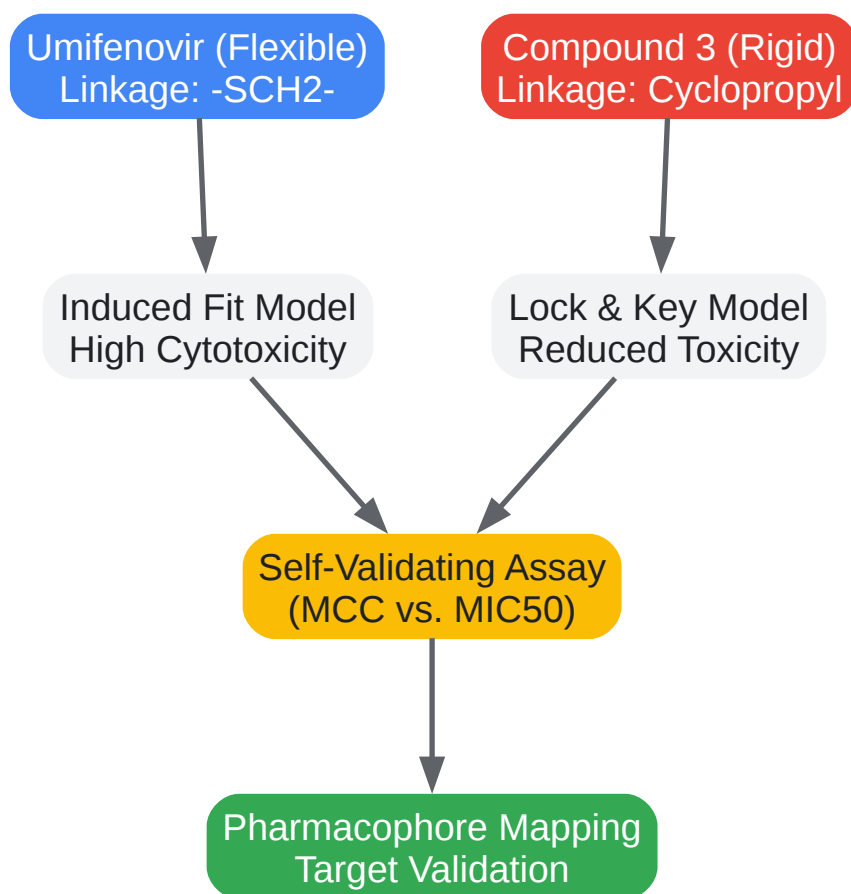 Umifenovir (Flexible)
Linkage: -SCH2-
Compound 3 (Rigid)
Linkage: Cyclopropyl
Induced Fit Model
High Cytotoxicity
Lock & Key Model
Reduced Toxicity
Self-Validating Assay
(MCC vs. MIC50)
Pharmacophore Mapping
Target Validation